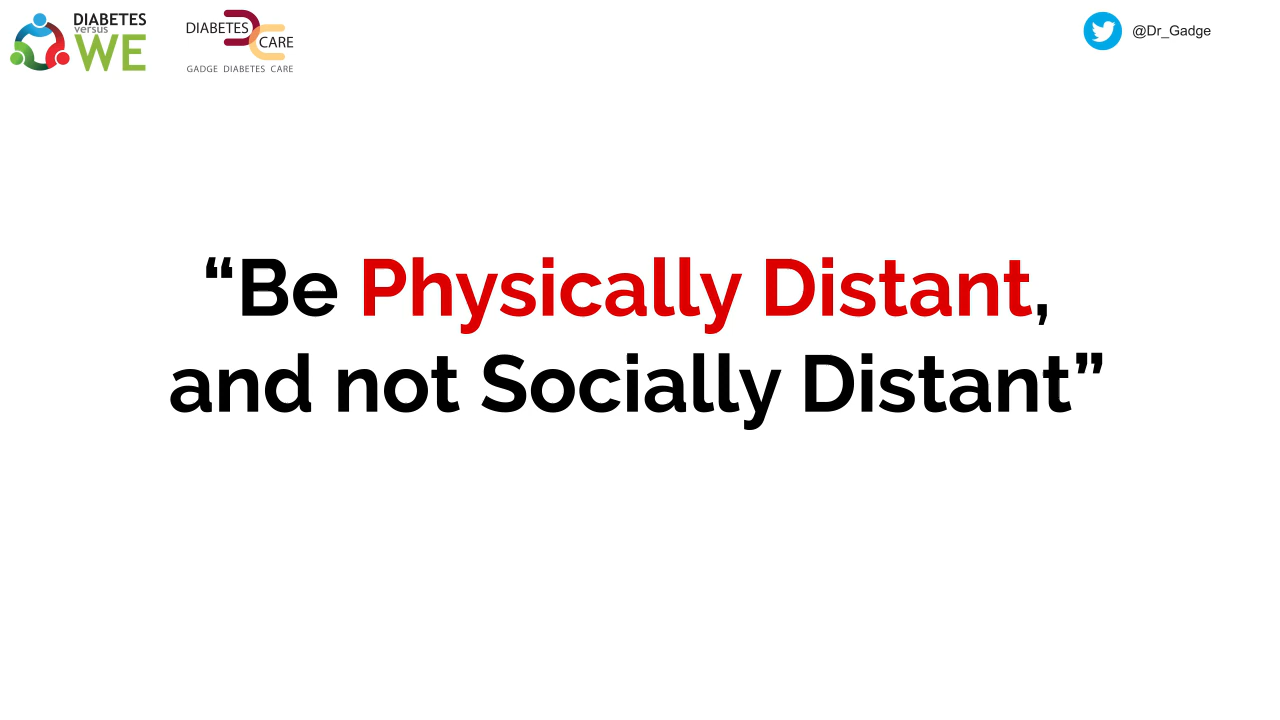 DIABETES
versus
WE
DIABETES
CARE
GADGE DIABETES CARE
@Dr_Gadge
“Be Physically Distant,
and not Socially Distant”